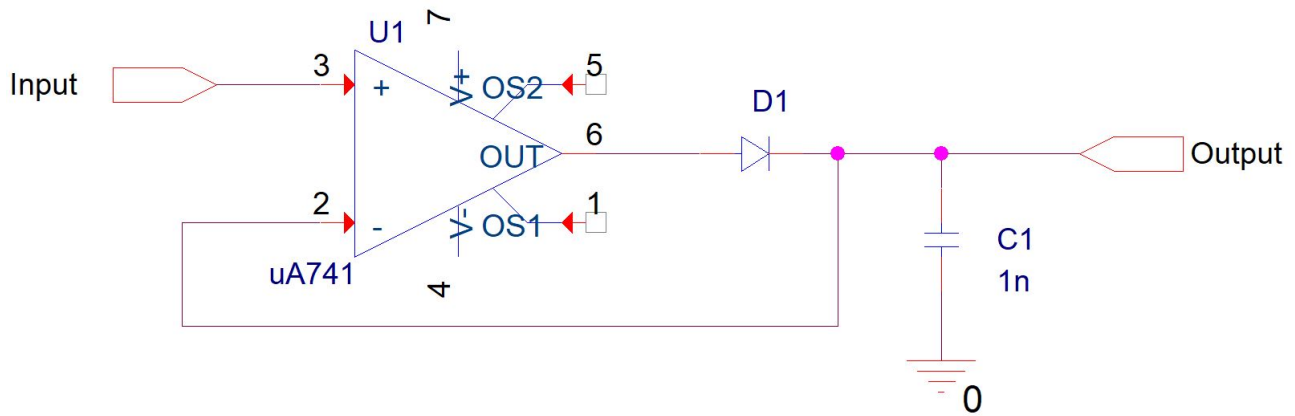 U1
7
Input
3
+
V+
OS2
5
D1
OUT
6
Output
2
-
V-
OS1
1
uA741
4
C1
1n
0